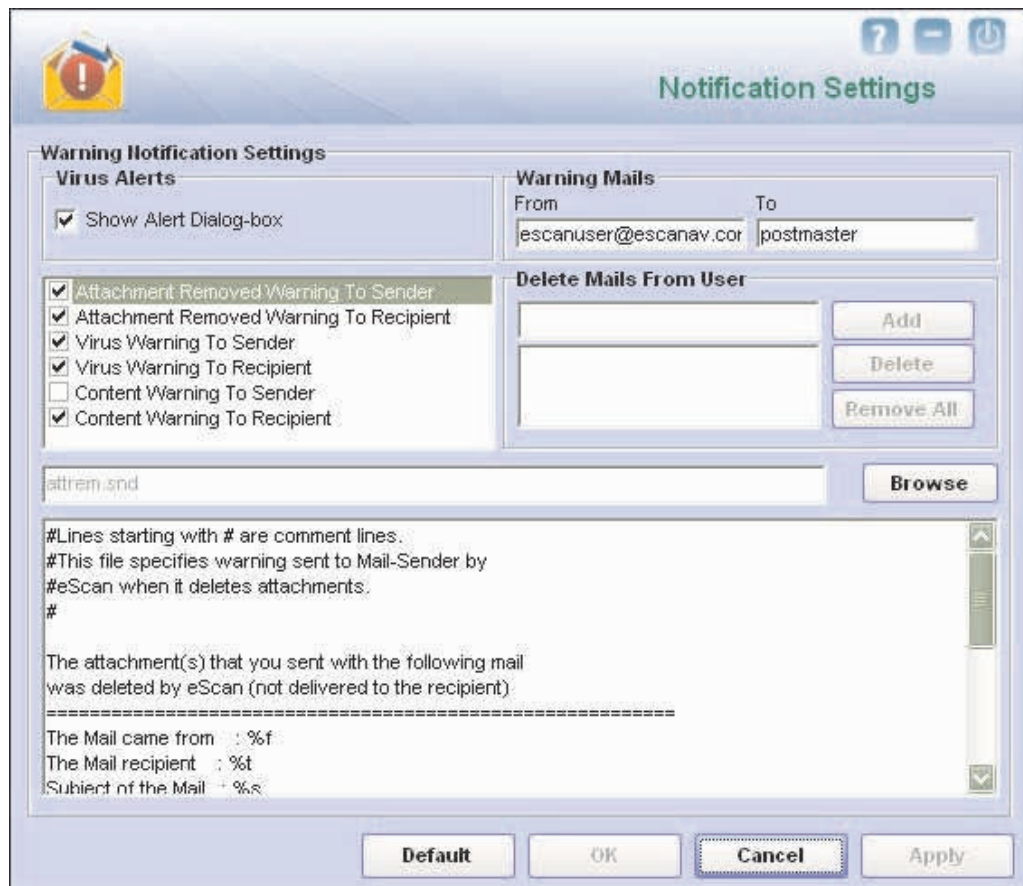 ?
Notification Settings
Warning Notification Settings
Virus Alerts
Show Alert Dialog-box
Warning Mails
From To
escanuser@escanav.cor postmaster
Attachment Removed Warning To Sender
Attachment Removed Warning To Recipient
Virus Warning To Sender
Virus Warning To Recipient
Content Warning To Sender
Content Warning To Recipient
Delete Mails From User
Add
Delete
Remove All
attrem.snd
Browse
#Lines starting with # are comment lines.
#This file specifies warning sent to Mail-Sender by
#eScan when it deletes attachments.
#
The attachment(s) that you sent with the following mail
was deleted by eScan (not delivered to the recipient)
==========================================================
The Mail came from : %f
The Mail recipient : %t
Subject of the Mail : %s
Default OK Cancel Apply